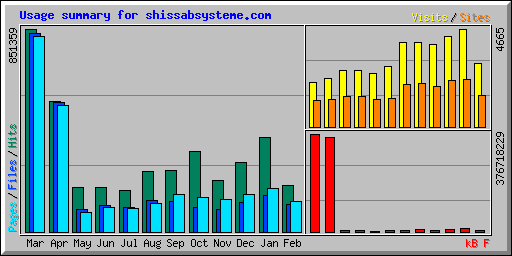 Usage summary for shissabsysteme.com
Visits/Sites
851359
4665
Pages/Files/Hits
376718229
Mar Apr May Jun Jul Aug Sep Oct Nov Dec Jan Feb
kB F